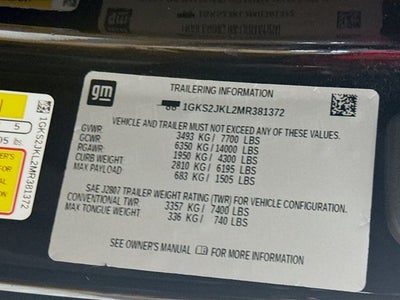 gm
TRAILERING INFORMATION
1GKS2JKL2MR381372
VEHICLE AND TRAILER MUST NOT EXCEED ANY OF THESE VALUES.
GVWR 3493 KG/ 7700 LBS
GCWR 6350 KG/14000 LBS
RGAWR 1950 KG/ 4300 LBS
CURB WEIGHT 2810 KG/ 6195 LBS
MAX PAYLOAD 683 KG/ 1505 LBS
SAE J2807 TRAILER WEIGHT RATING (TWR) FOR VEHICLE CONFIGURATION.
CONVENTIONAL TWR 3357 KG/ 7400 LBS
MAX TONGUE WEIGHT 336 KG/ 740 LBS
SEE OWNER'S MANUAL FOR MORE INFORMATION
5
lbs
1GKS2JKL2MR381372